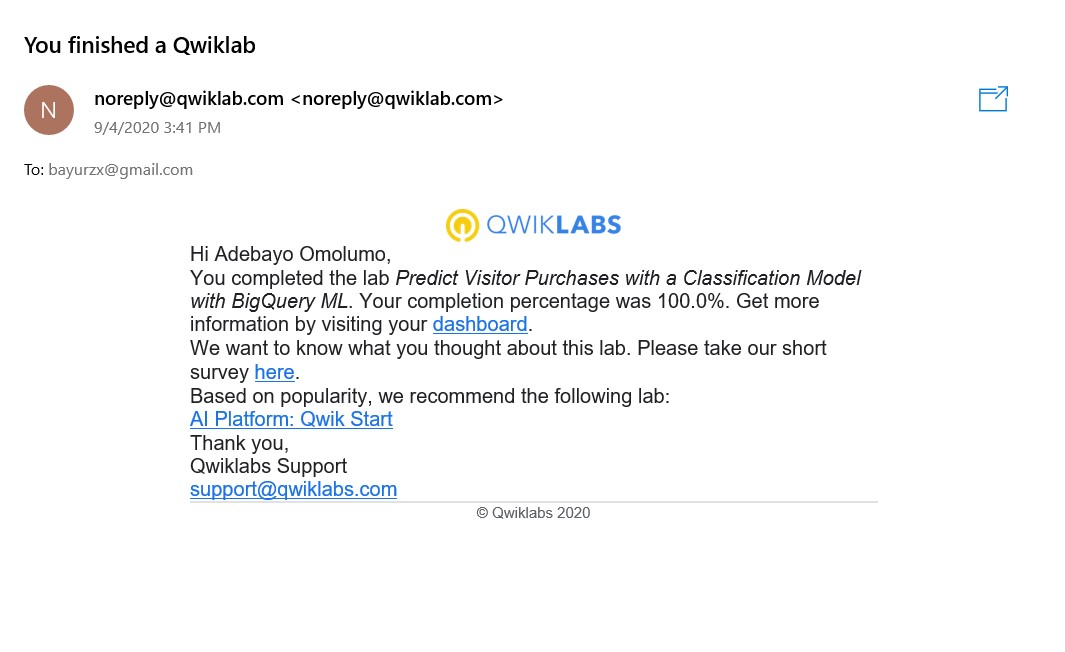 You finished a Qwiklab
N
noreply@qwiklab.com <noreply@qwiklab.com>
9/4/2020 3:41 PM
To: bayurzx@gmail.com
QWIKLABS
Hi Adebayo Omolumo,
You completed the lab Predict Visitor Purchases with a Classification Model
with BigQuery ML. Your completion percentage was 100.0%. Get more
information by visiting your dashboard.
We want to know what you thought about this lab. Please take our short
survey here.
Based on popularity, we recommend the following lab:
AI Platform: Qwik Start
Thank you,
Qwiklabs Support
support@qwiklabs.com
© Qwiklabs 2020